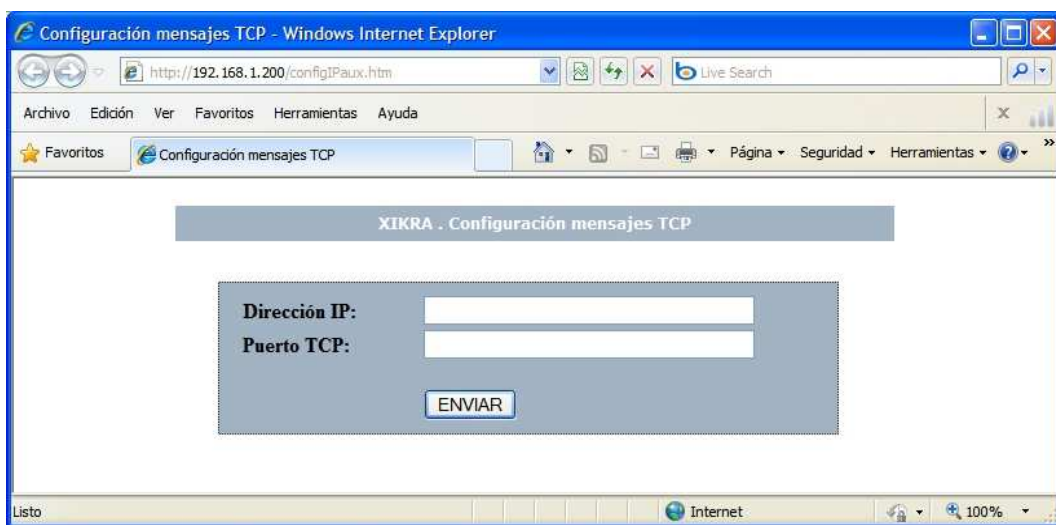 Configuración mensajes TCP - Windows Internet Explorer
http://192.168.1.200/configIPaux.htm
Live Search
Archivo Edición Ver Favoritos Herramientas Ayuda
Favoritos Configuración mensajes TCP Página Seguridad Herramientas
XIKRA . Configuración mensajes TCP
Dirección IP:
Puerto TCP:
ENVIAR
Listo Internet 100%